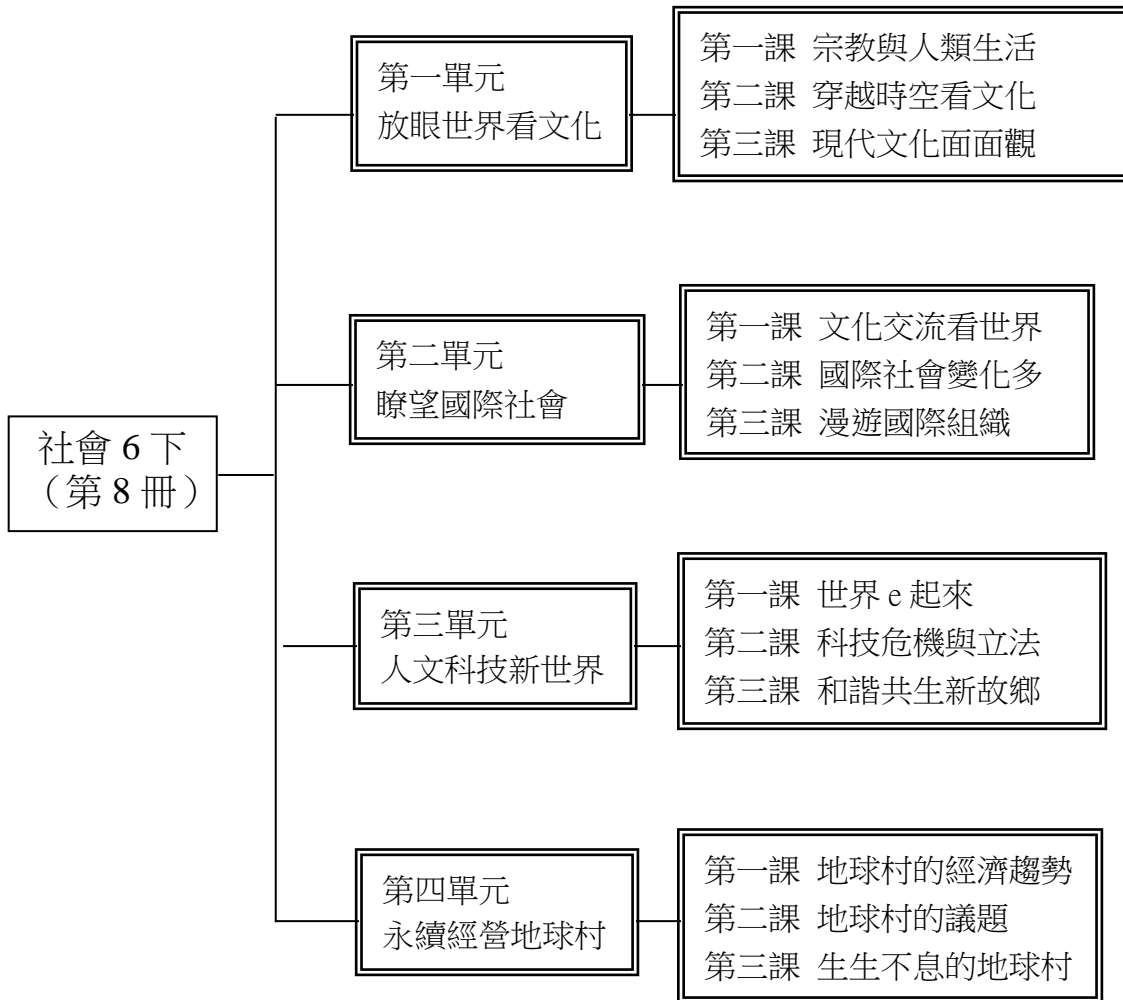 社會 6 下
（第 8 冊）
第一單元
放眼世界看文化
第一課 宗教與人類生活
第二課 穿越時空看文化
第三課 現代文化面面觀
第二單元
瞭望國際社會
第一課 文化交流看世界
第二課 國際社會變化多
第三課 漫遊國際組織
第三單元
人文科技新世界
第一課 世界 e 起來
第二課 科技危機與立法
第三課 和諧共生新故鄉
第四單元
永續經營地球村
第一課 地球村的經濟趨勢
第二課 地球村的議題
第三課 生生不息的地球村